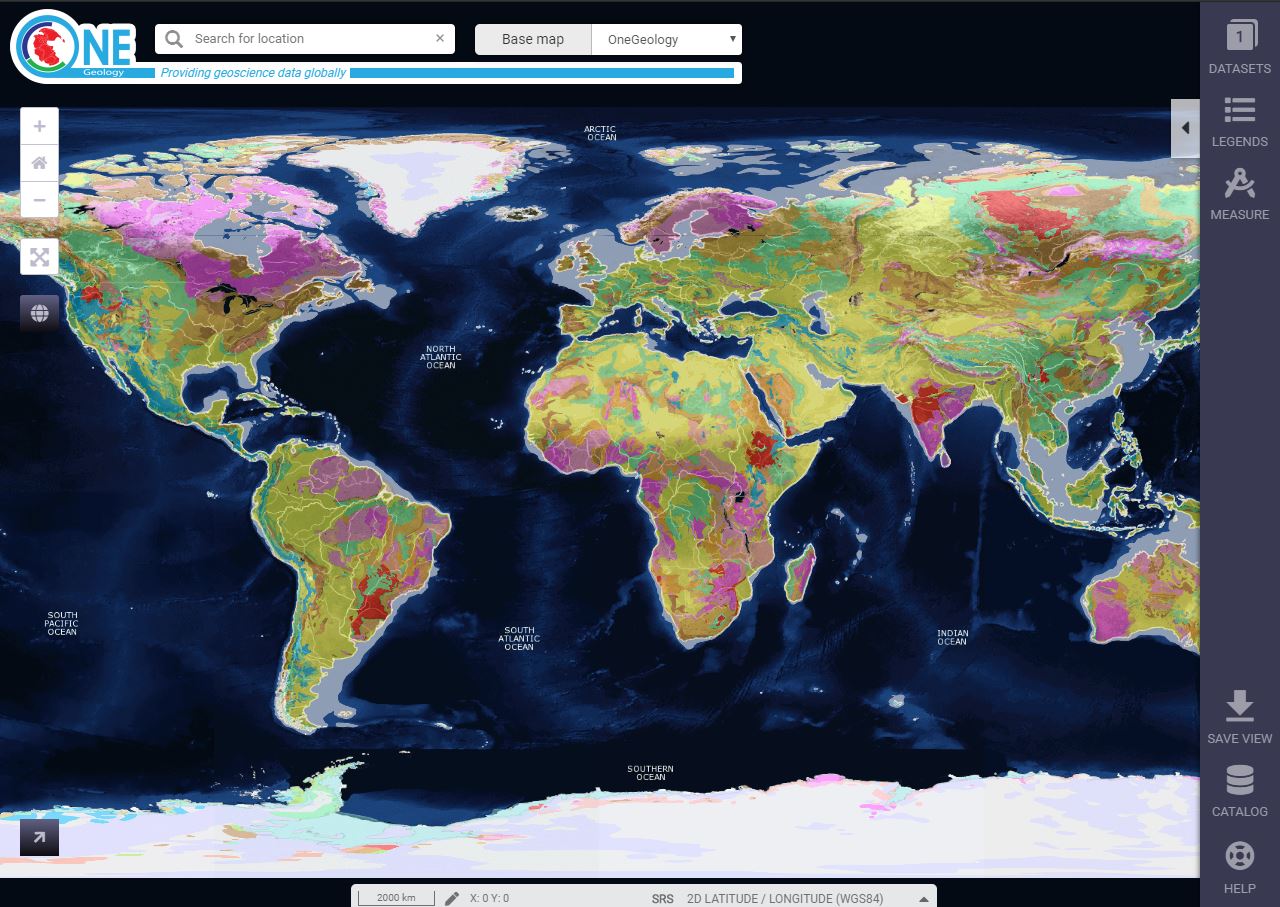 ONE
Geology
Search for location
×
Base map
OneGeology
Providing geoscience data globally
1
DATASETS
LEGENDS
MEASURE
ARCTIC
OCEAN
NORTH
ATLANTIC
OCEAN
SOUTH
PACIFIC
OCEAN
SOUTH
ATLANTIC
OCEAN
INDIAN
OCEAN
SOUTHERN
OCEAN
SAVE VIEW
CATALOG
HELP
2000 km
X: 0 Y: 0
SRS 2D LATITUDE / LONGITUDE (WGS84)